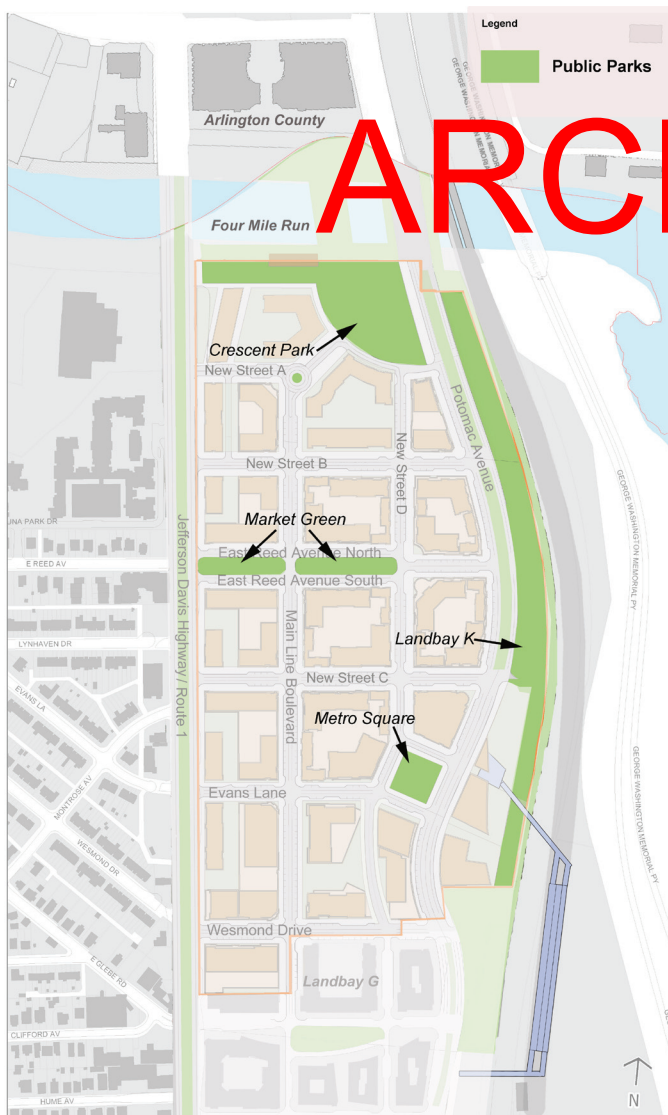 Legend
Public Parks
ARC
Arlington County
GEORGE WASHINGTON MEMORIAL
Four Mile Run
Crescent Park
New Street A
Potomac Avenue
New Street B
New Street D
GEORGE WASHINGTON MEMORIAL PY
Market Green
Jefferson Davis Highway / Route 1
East Reed Avenue North
E REED AV
East Reed Avenue South
Main Line Boulevard
LYNHAVEN DR
Landbay K
New Street C
EVANS LA
Metro Square
MONTROSE AV
Evans Lane
GEORGE WASHINGTON MEMORIAL PY
WESMOND DR
Wesmond Drive
E GLEBE RD
Landbay G
CLIFFORD AV
HUME AV
N